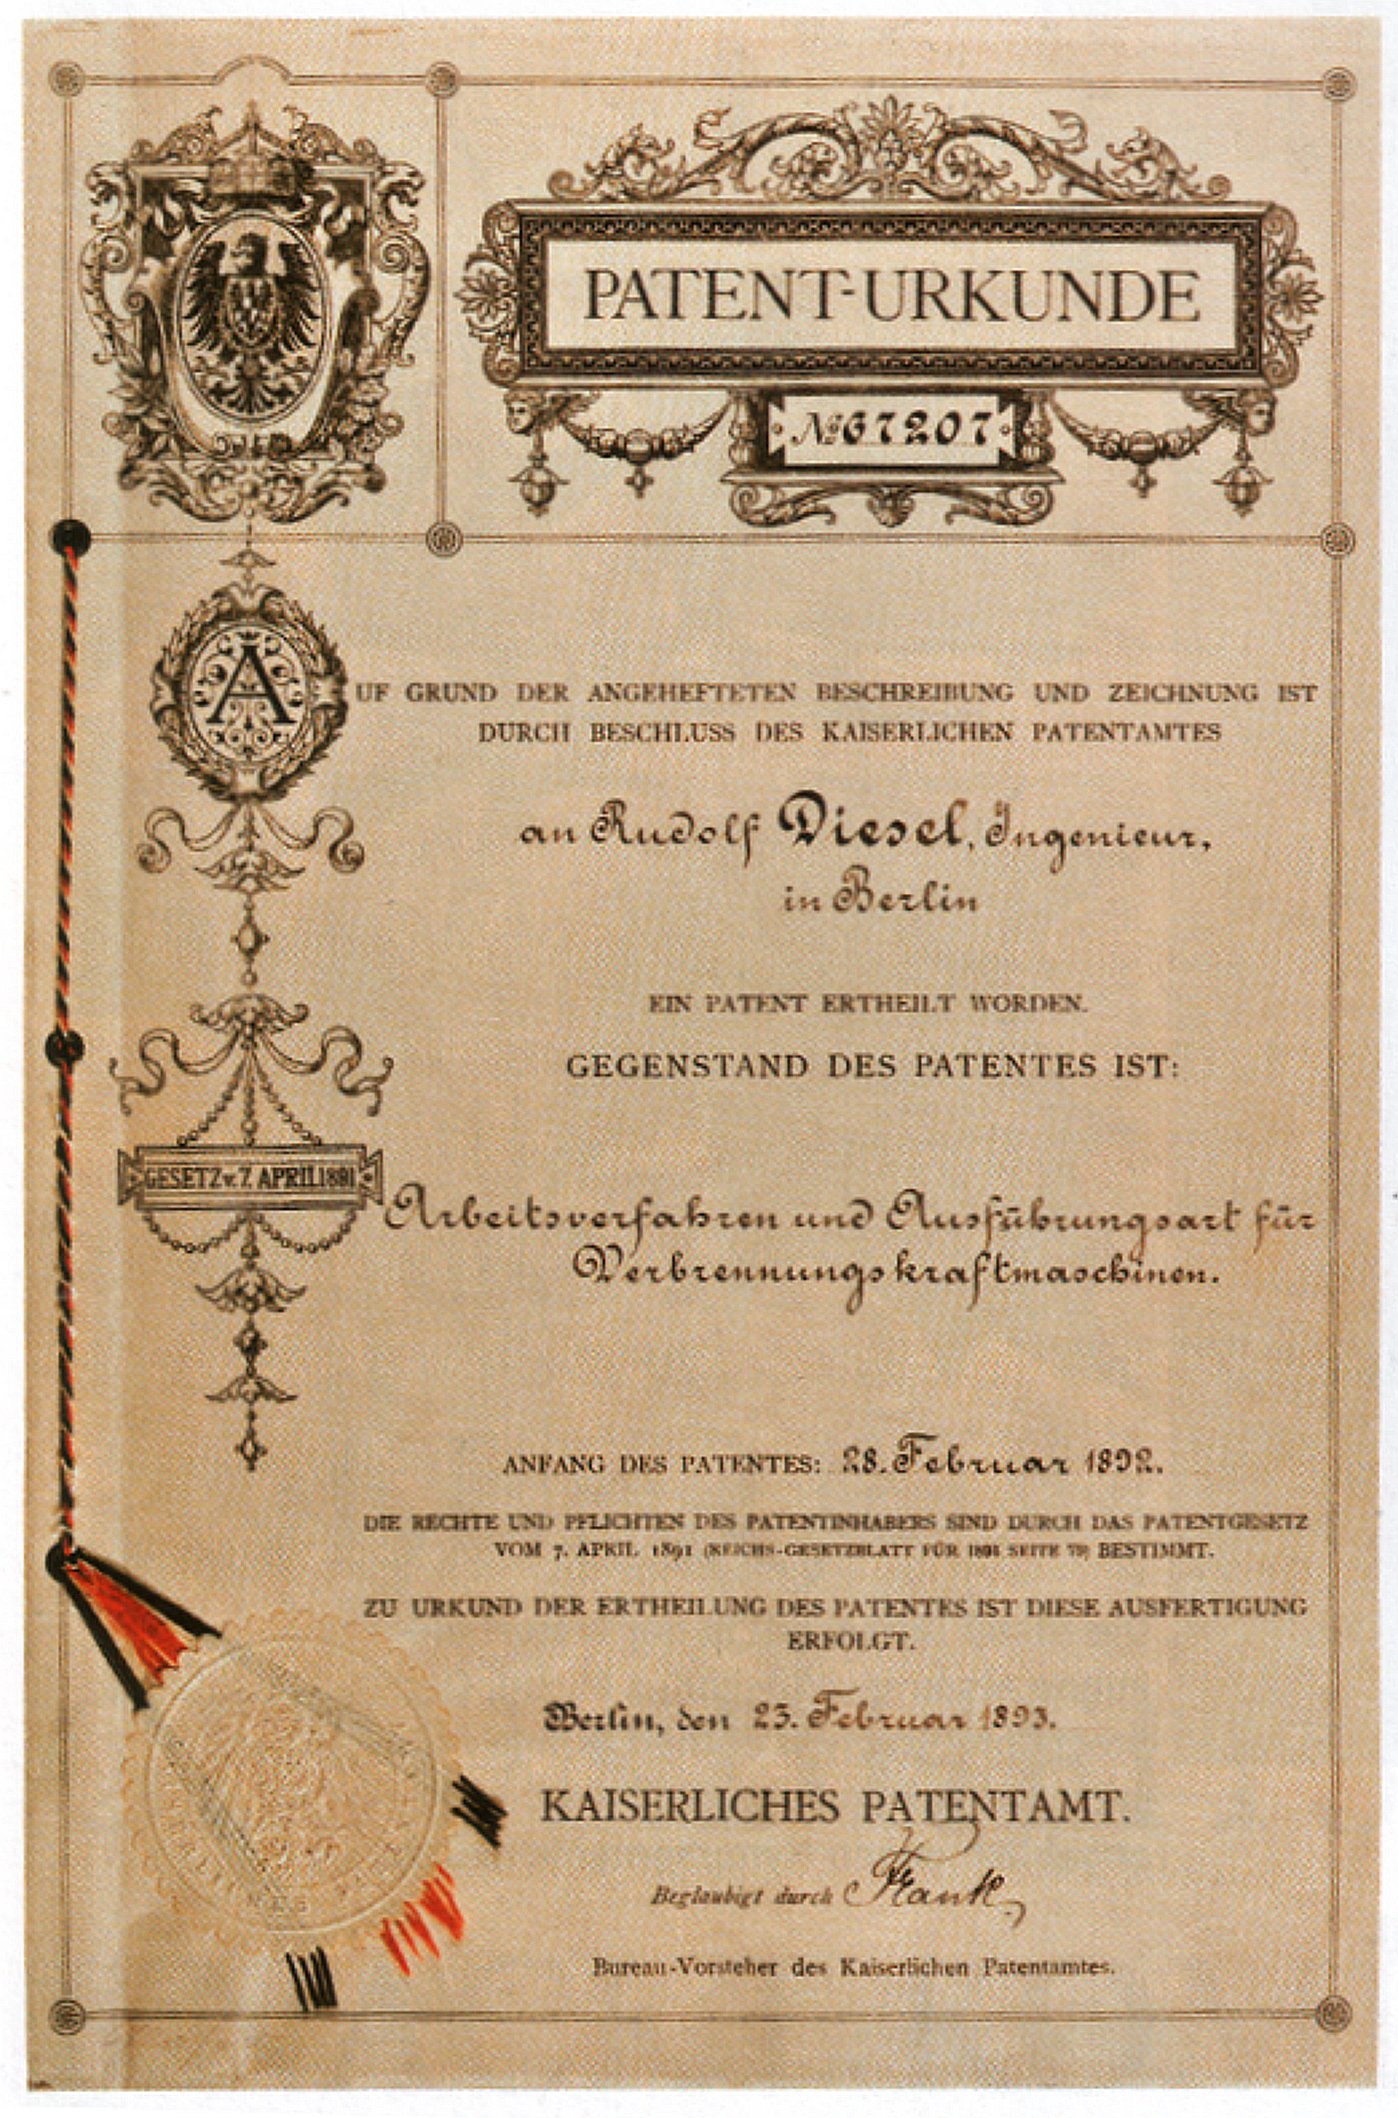 PATENT-URKUNDE
№ 67207
AUF GRUND DER ANGEHEFTETEN BESCHREIBUNG UND ZEICHNUNG IST
DURCH BESCHLUSS DES KAISERLICHEN PATENTAMTES
an Rudolf Diesel, Ingenieur,
in Berlin
EIN PATENT ERTHEILT WORDEN.
GEGENSTAND DES PATENTES IST:
GESETZ v. 7. APRIL 1891
Arbeitsverfahren und Ausführungsart für
Verbrennungskraftmaschinen.
ANFANG DES PATENTES: 28. Februar 1892.
DIE RECHTE UND PFLICHTEN DES PATENTINHABERS SIND DURCH DAS PATENTGESETZ
VOM 7. APRIL 1891 (REICHS-GESETZBLATT FÜR 1891 SEITE 79) BESTIMMT.
ZU URKUND DER ERTHEILUNG DES PATENTES IST DIESE AUSFERTIGUNG
ERFOLGT.
Berlin, den 23. Februar 1893.
KAISERLICHES PATENTAMT.
Beglaubigt durch
Bureau-Vorsteher des Kaiserlichen Patentamtes.